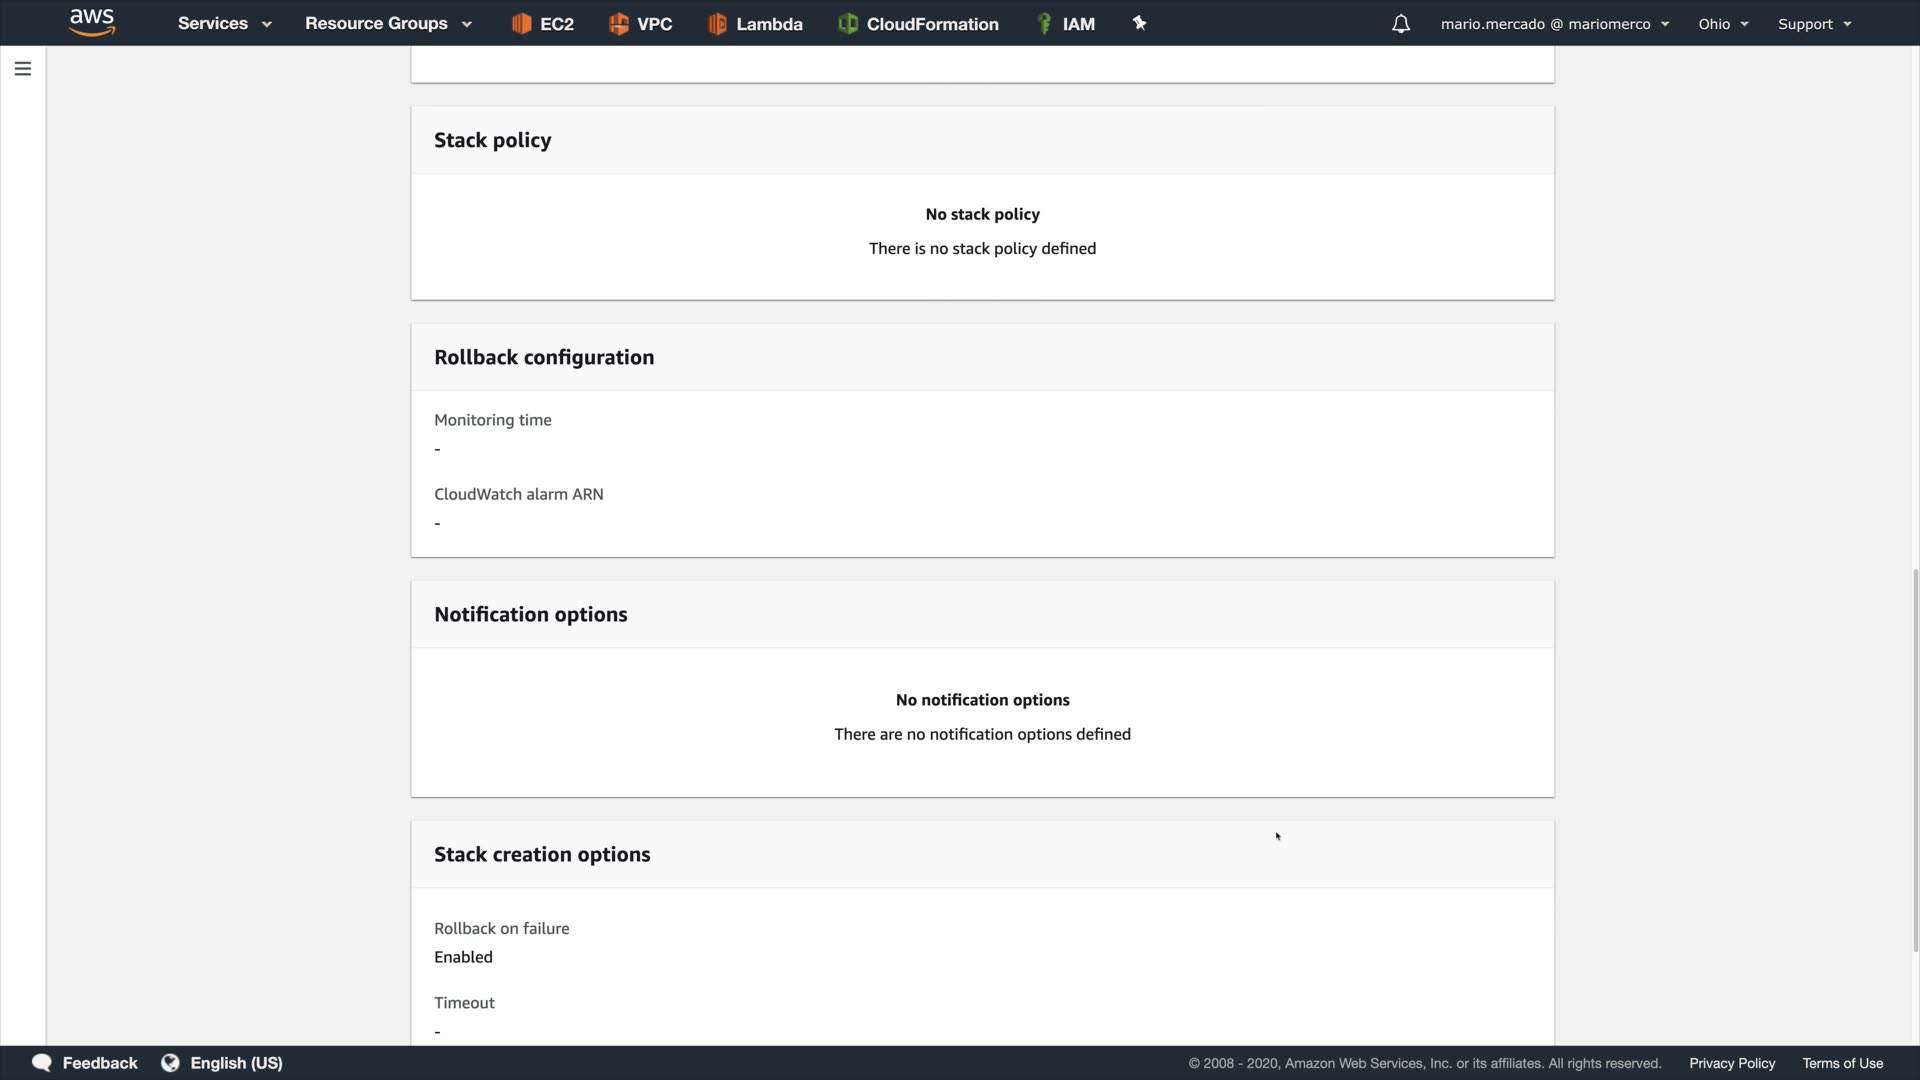 aws Services Resource Groups EC2 VPC Lambda CloudFormation IAM mario.mercado @ mariomerco Ohio Support
Stack policy
No stack policy
There is no stack policy defined
Rollback configuration
Monitoring time
-
CloudWatch alarm ARN
-
Notification options
No notification options
There are no notification options defined
Stack creation options
Rollback on failure
Enabled
Timeout
-
Feedback English (US) © 2008 - 2020, Amazon Web Services, Inc. or its affiliates. All rights reserved. Privacy Policy Terms of Use